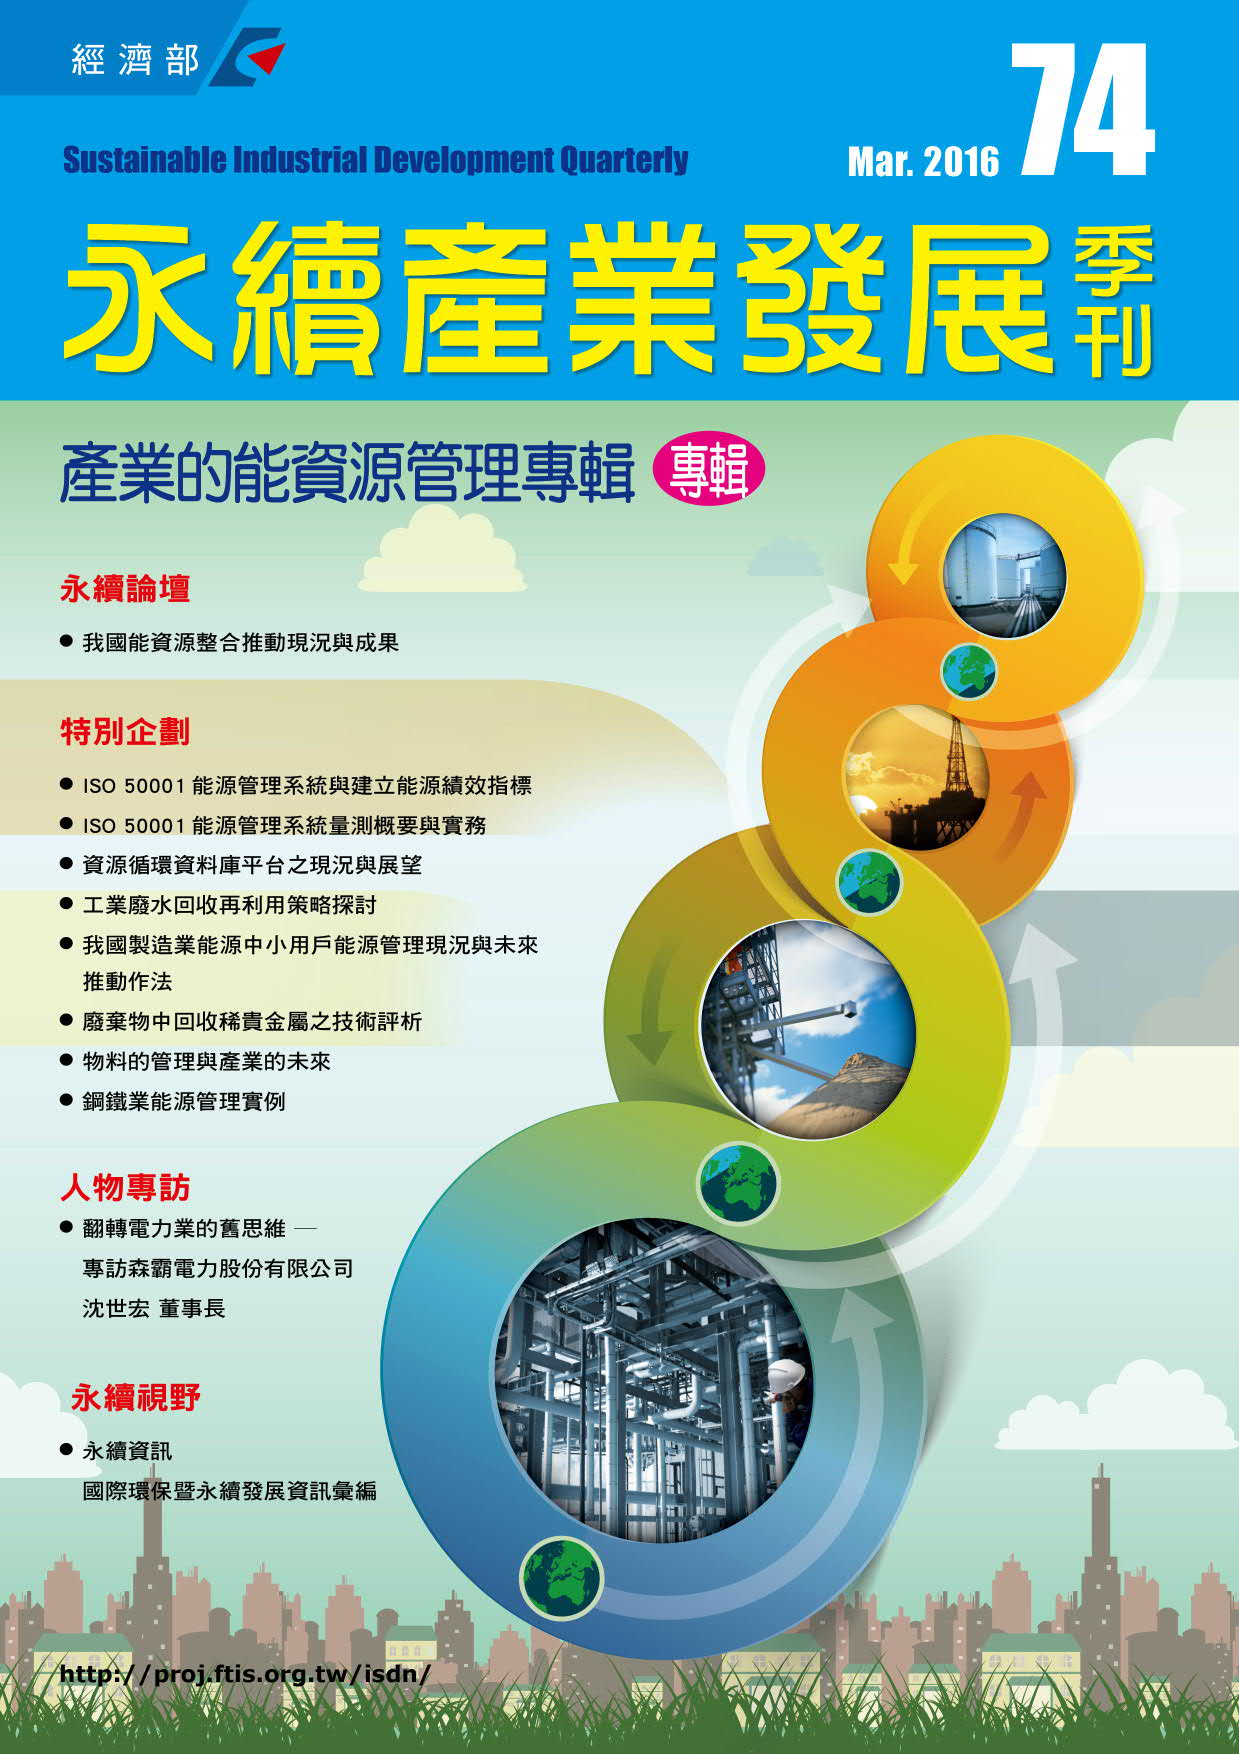 經濟部
74
Sustainable Industrial Development Quarterly
Mar. 2016
永續產業發展季刊
產業的能資源管理專輯 專輯
永續論壇
● 我國能資源整合推動現況與成果
特別企劃
● ISO 50001 能源管理系統與建立能源績效指標
● ISO 50001 能源管理系統量測概要與實務
● 資源循環資料庫平台之現況與展望
● 工業廢水回收再利用策略探討
● 我國製造業能源中小用戶能源管理現況與未來
推動作法
● 廢棄物中回收稀貴金屬之技術評析
● 物料的管理與產業的未來
● 鋼鐵業能源管理實例
人物專訪
● 翻轉電力業的舊思維 —
專訪森霸電力股份有限公司
沈世宏 董事長
永續視野
● 永續資訊
國際環保暨永續發展資訊彙編
http://proj.ftis.org.tw/isdn/